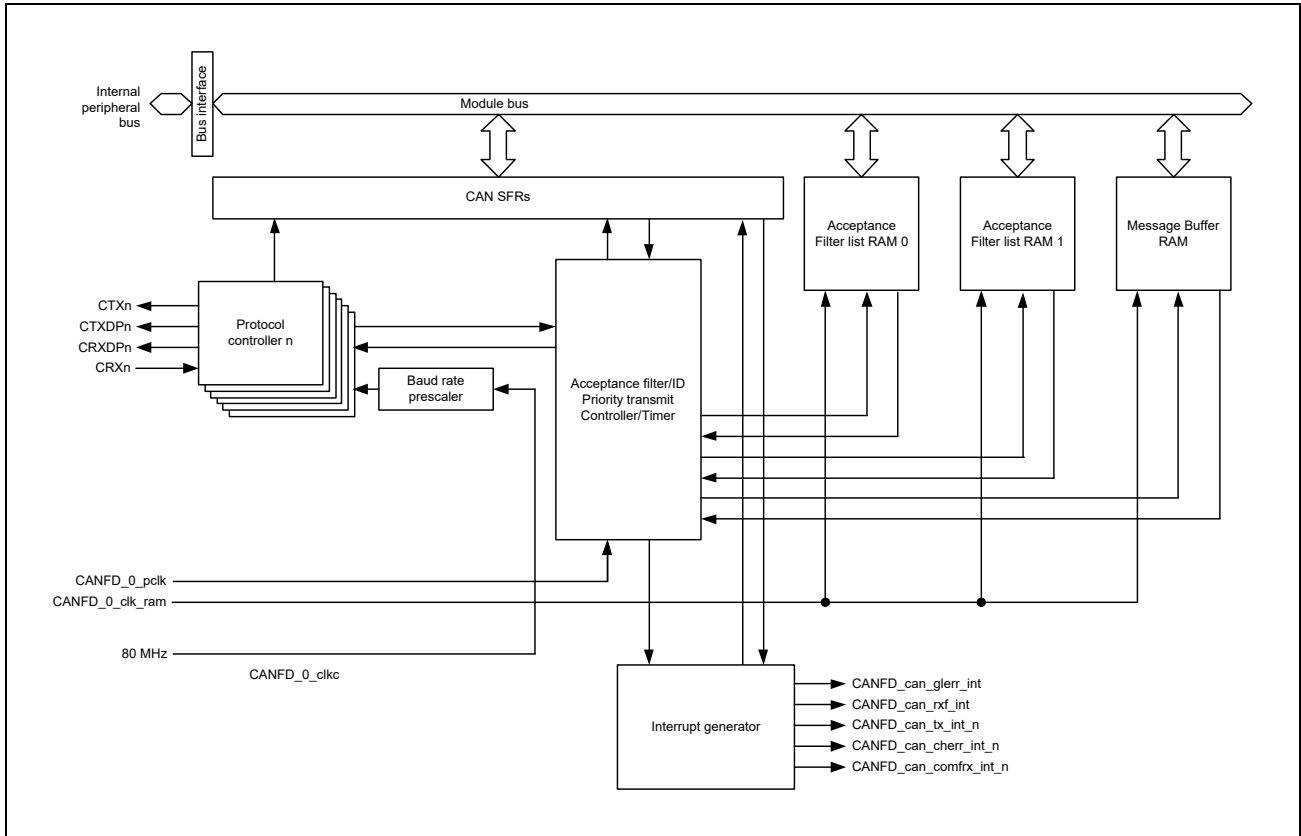 Internal
peripheral
bus
Bus interface
Module bus
CAN SFRs
Acceptance
Filter list RAM 0
Acceptance
Filter list RAM 1
Message Buffer
RAM
CTXn
CTXDPn
CRXDPn
CRXn
Protocol
controller n
Baud rate
prescaler
Acceptance filter/ID
Priority transmit
Controller/Timer
CANFD_0_pclk
CANFD_0_clk_ram
80 MHz
CANFD_0_clkc
Interrupt generator
CANFD_can_glerr_int
CANFD_can_rxf_int
CANFD_can_tx_int_n
CANFD_can_cherr_int_n
CANFD_can_comfrx_int_n